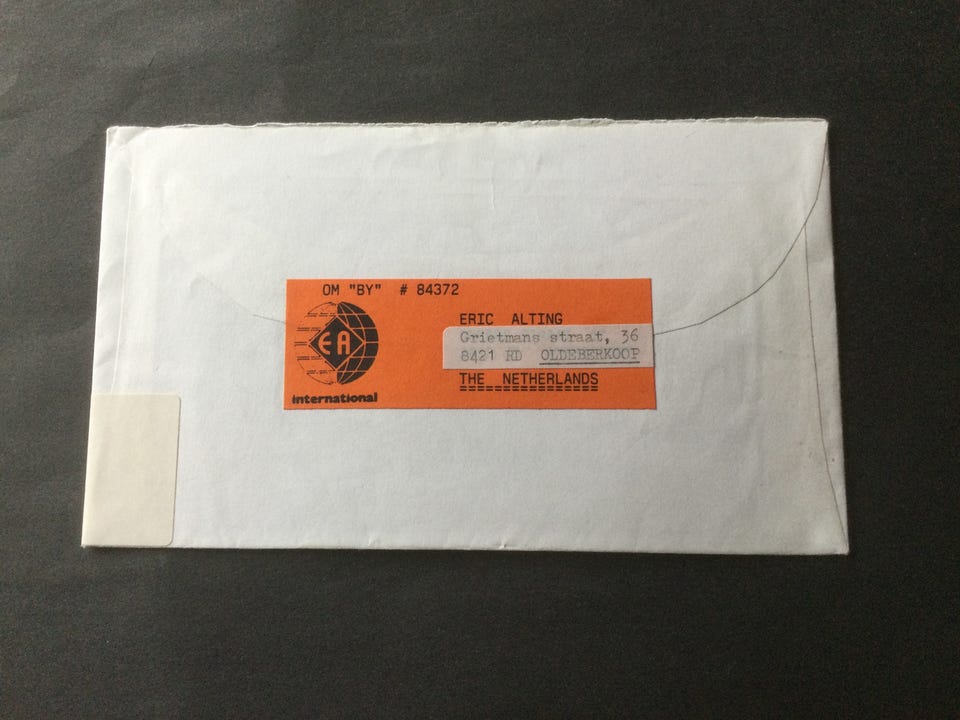 OM "BY" # 84372
EA
international
ERIC ALTING
Grietmans straat, 36
8421 RD OLDEBERKOOP
THE NETHERLANDS